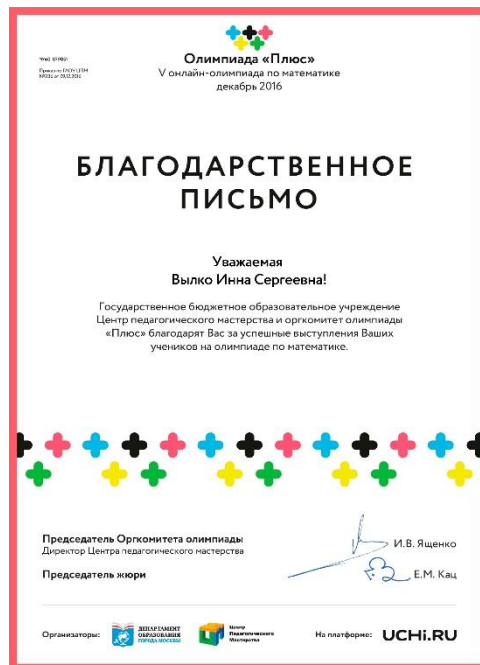 Олимпиада «Плюс»
V онлайн-олимпиада по математике
декабрь 2016
БЛАГОДАРСТВЕННОЕ
ПИСЬМО
Уважаемая
Вылко Инна Сергеевна!
Государственное бюджетное образовательное учреждение
Центр педагогического мастерства и оргкомитет олимпиады
«Плюс» благодарят Вас за успешные выступления Ваших
учеников на олимпиаде по математике.
Председатель Оргкомитета олимпиады
Директор Центра педагогического мастерства
И.В. Ященко
Председатель жюри
Е.М. Кац
Организаторы:
ДЕПАРТАМЕНТ
ОБРАЗОВАНИЯ
ГОРОДА МОСКВЫ
Центр
Педагогического
Мастерства
На платформе: UCHi.RU